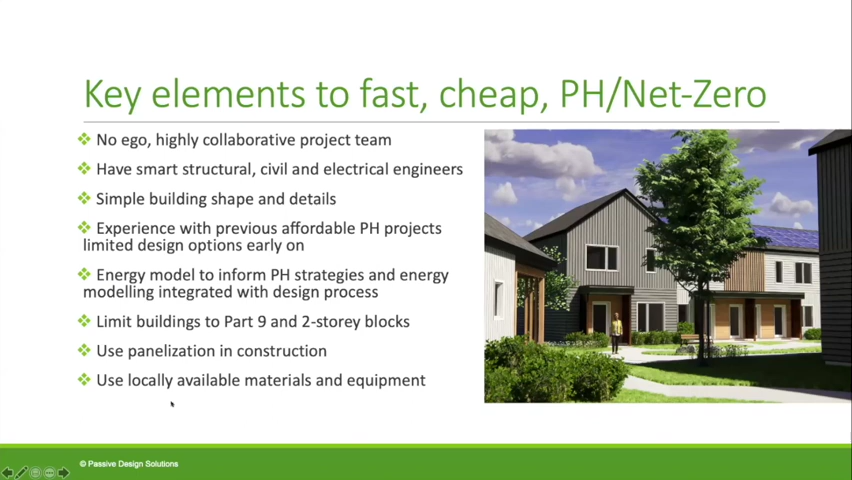 Key elements to fast, cheap, PH/Net-Zero
No ego, highly collaborative project team
Have smart structural, civil and electrical engineers
Simple building shape and details
Experience with previous affordable PH projects
limited design options early on
Energy model to inform PH strategies and energy
modelling integrated with design process
Limit buildings to Part 9 and 2-storey blocks
Use panelization in construction
Use locally available materials and equipment
© Passive Design Solutions